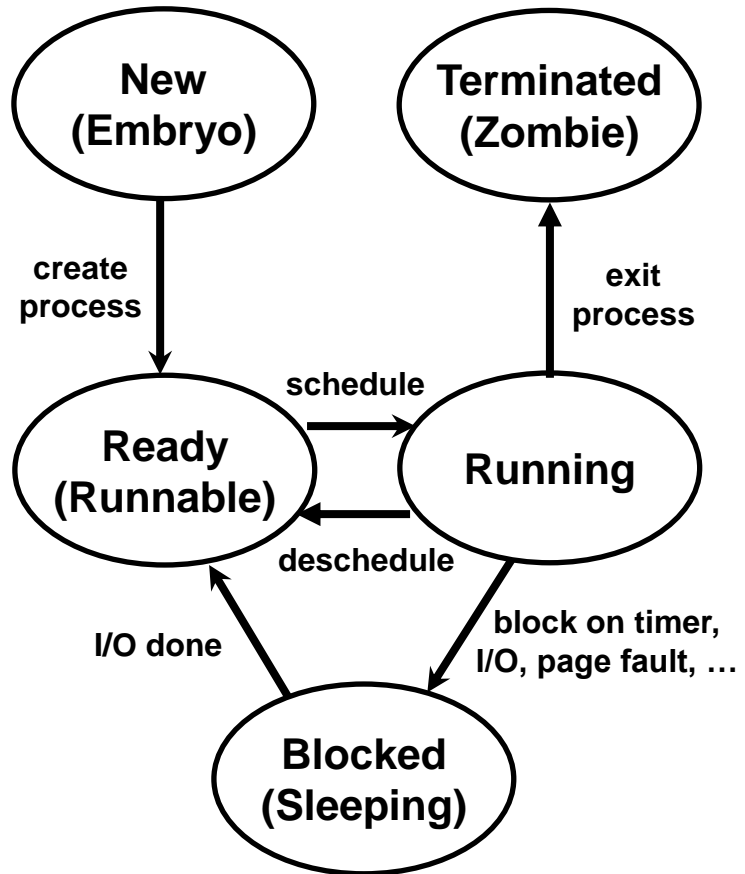 New
(Embryo)
Terminated
(Zombie)
create
process
exit
process
schedule
Ready
(Runnable)
Running
deschedule
I/O done
block on timer,
I/O, page fault, …
Blocked
(Sleeping)